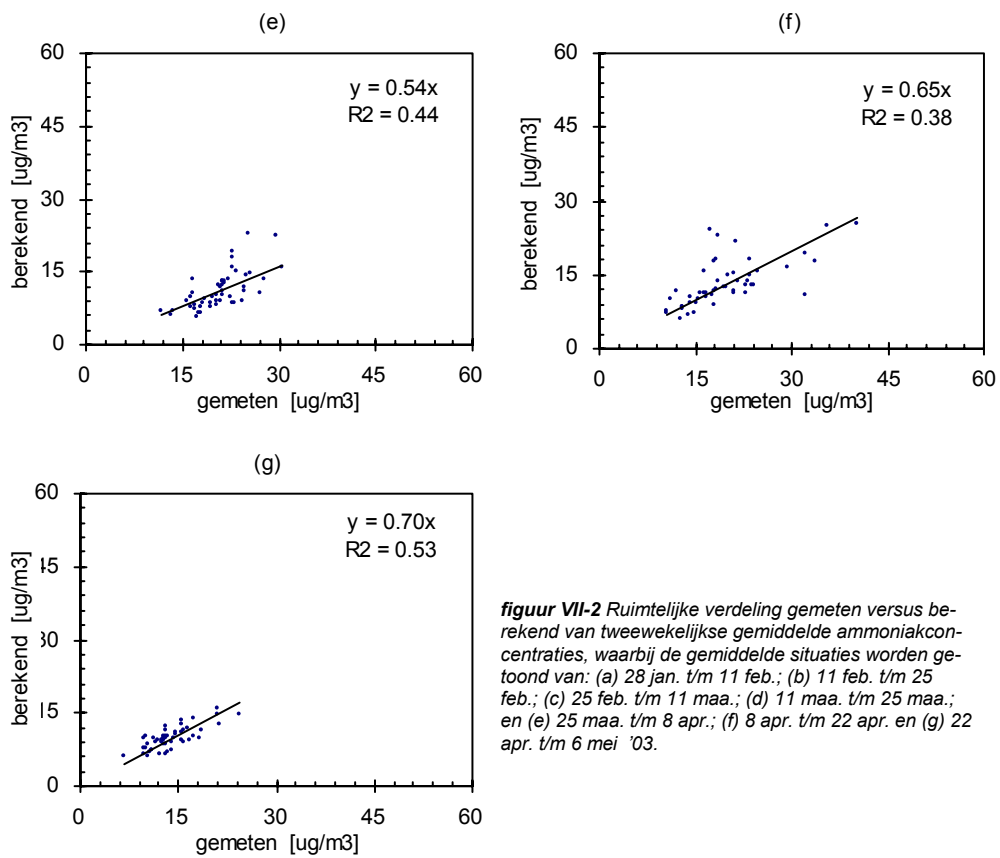 (e)
60
45
30
15
0
berekend [ug/m3]
y = 0.54x
R2 = 0.44
0 15 30 45 60
gemeten [ug/m3]
(f)
60
45
30
15
0
berekend [ug/m3]
y = 0.65x
R2 = 0.38
0 15 30 45 60
gemeten [ug/m3]
(g)
60
45
30
15
0
berekend [ug/m3]
y = 0.70x
R2 = 0.53
0 15 30 45 60
gemeten [ug/m3]
figuur VII-2 Ruimtelijke verdeling gemeten versus be-
rekend van tweewekelijkse gemiddelde ammoniakcon-
centraties, waarbij de gemiddelde situaties worden ge-
toond van: (a) 28 jan. t/m 11 feb.; (b) 11 feb. t/m 25
feb.; (c) 25 feb. t/m 11 maa.; (d) 11 maa. t/m 25 maa.;
en (e) 25 maa. t/m 8 apr.; (f) 8 apr. t/m 22 apr. en (g) 22
apr. t/m 6 mei '03.